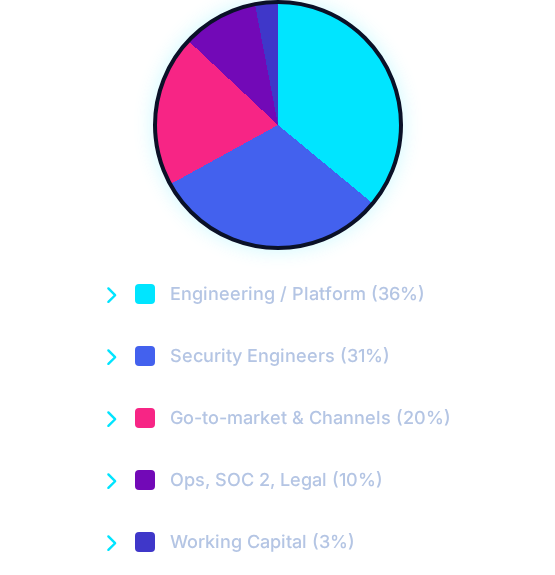 Engineering / Platform (36%)
Security Engineers (31%)
Go-to-market & Channels (20%)
Ops, SOC 2, Legal (10%)
Working Capital (3%)